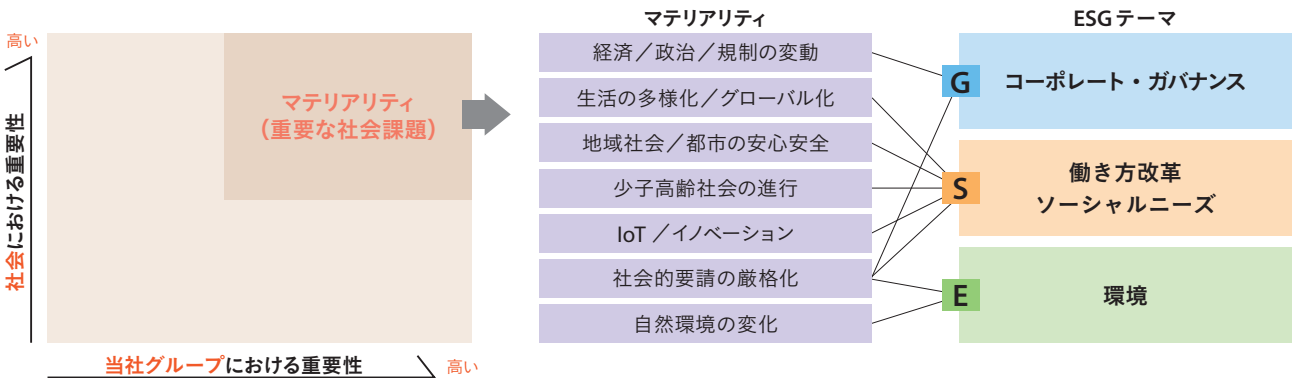 高い
社会における重要性
マテリアリティ
（重要な社会課題）
当社グループにおける重要性
高い
マテリアリティ
経済／政治／規制の変動
生活の多様化／グローバル化
地域社会／都市の安心安全
少子高齢社会の進行
IoT ／イノベーション
社会的要請の厳格化
自然環境の変化
ESGテーマ
G
コーポレート・ガバナンス
S
働き方改革
ソーシャルニーズ
E
環境